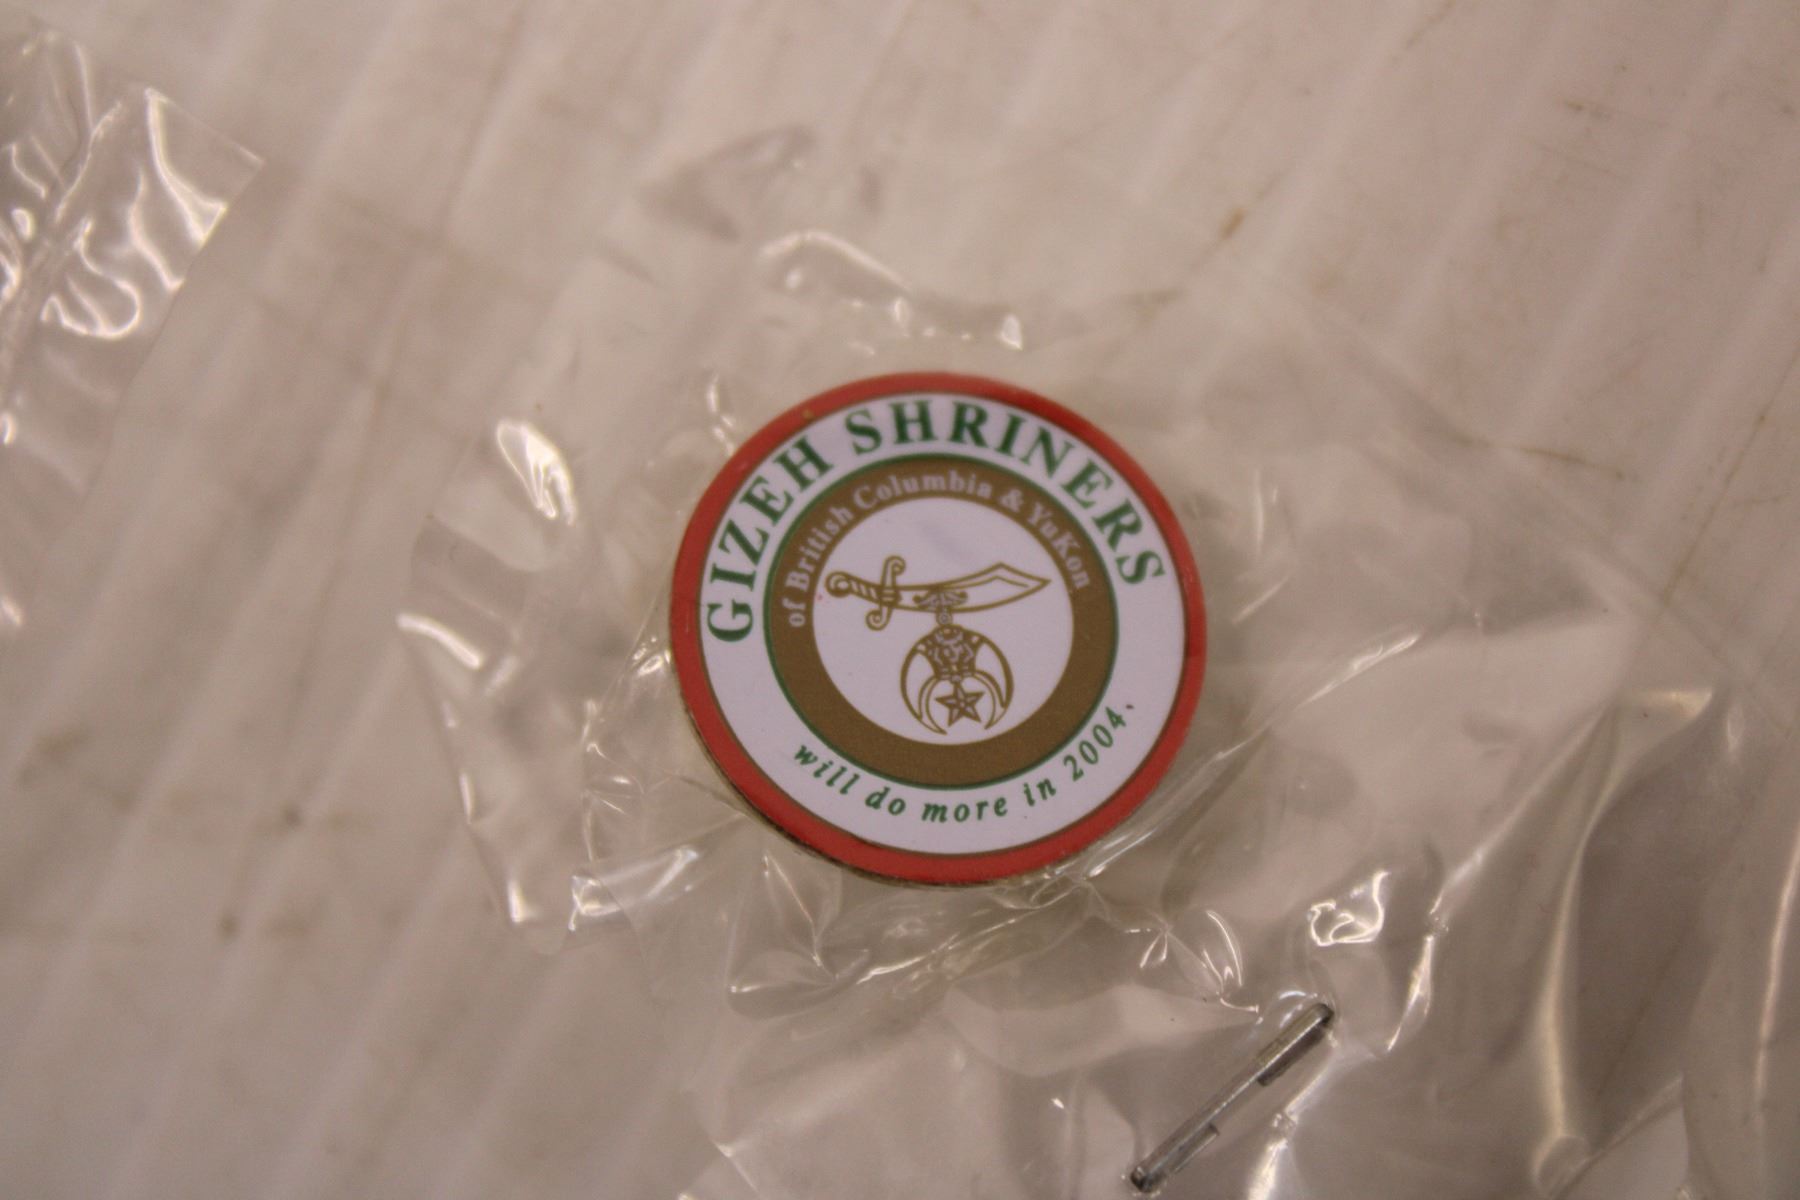 GIZEH SHRINERS
of British Columbia & YuKon
will do more in 2004.